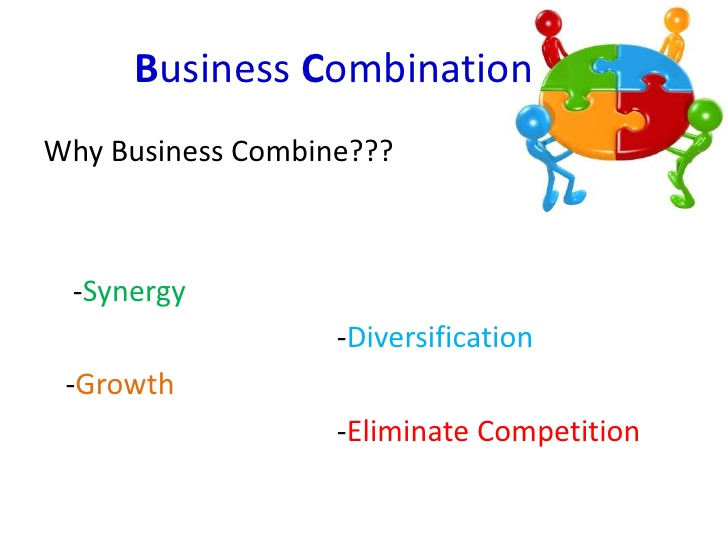 Business Combination
Why Business Combine???
-Synergy
-Diversification
-Growth
-Eliminate Competition